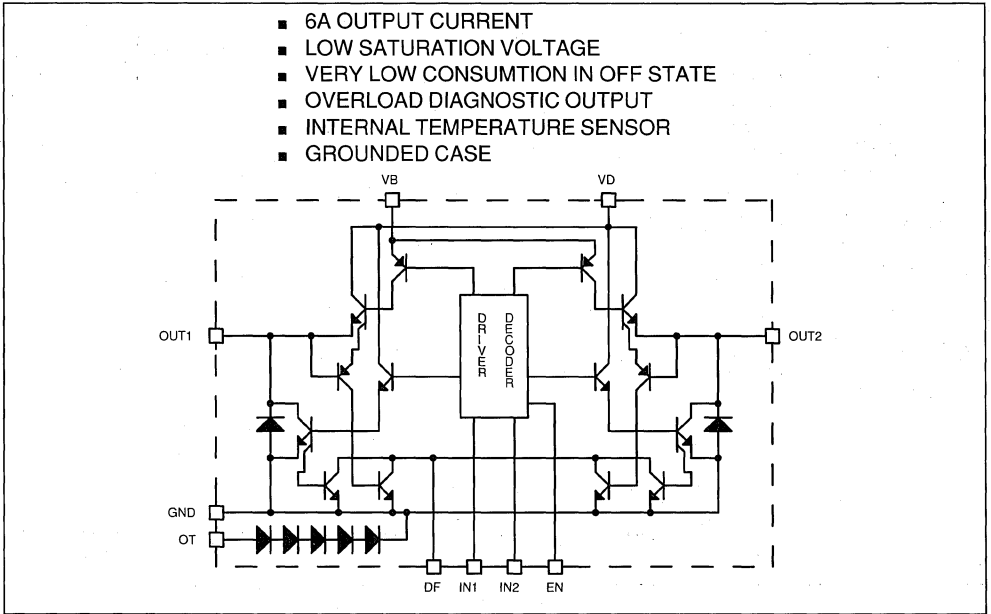 ■ 6A OUTPUT CURRENT
■ LOW SATURATION VOLTAGE
■ VERY LOW CONSUMTION IN OFF STATE
■ OVERLOAD DIAGNOSTIC OUTPUT
■ INTERNAL TEMPERATURE SENSOR
■ GROUNDED CASE
VB VD
DRIVER DECODER
OUT1 OUT2
GND
OT
DF IN1 IN2 EN